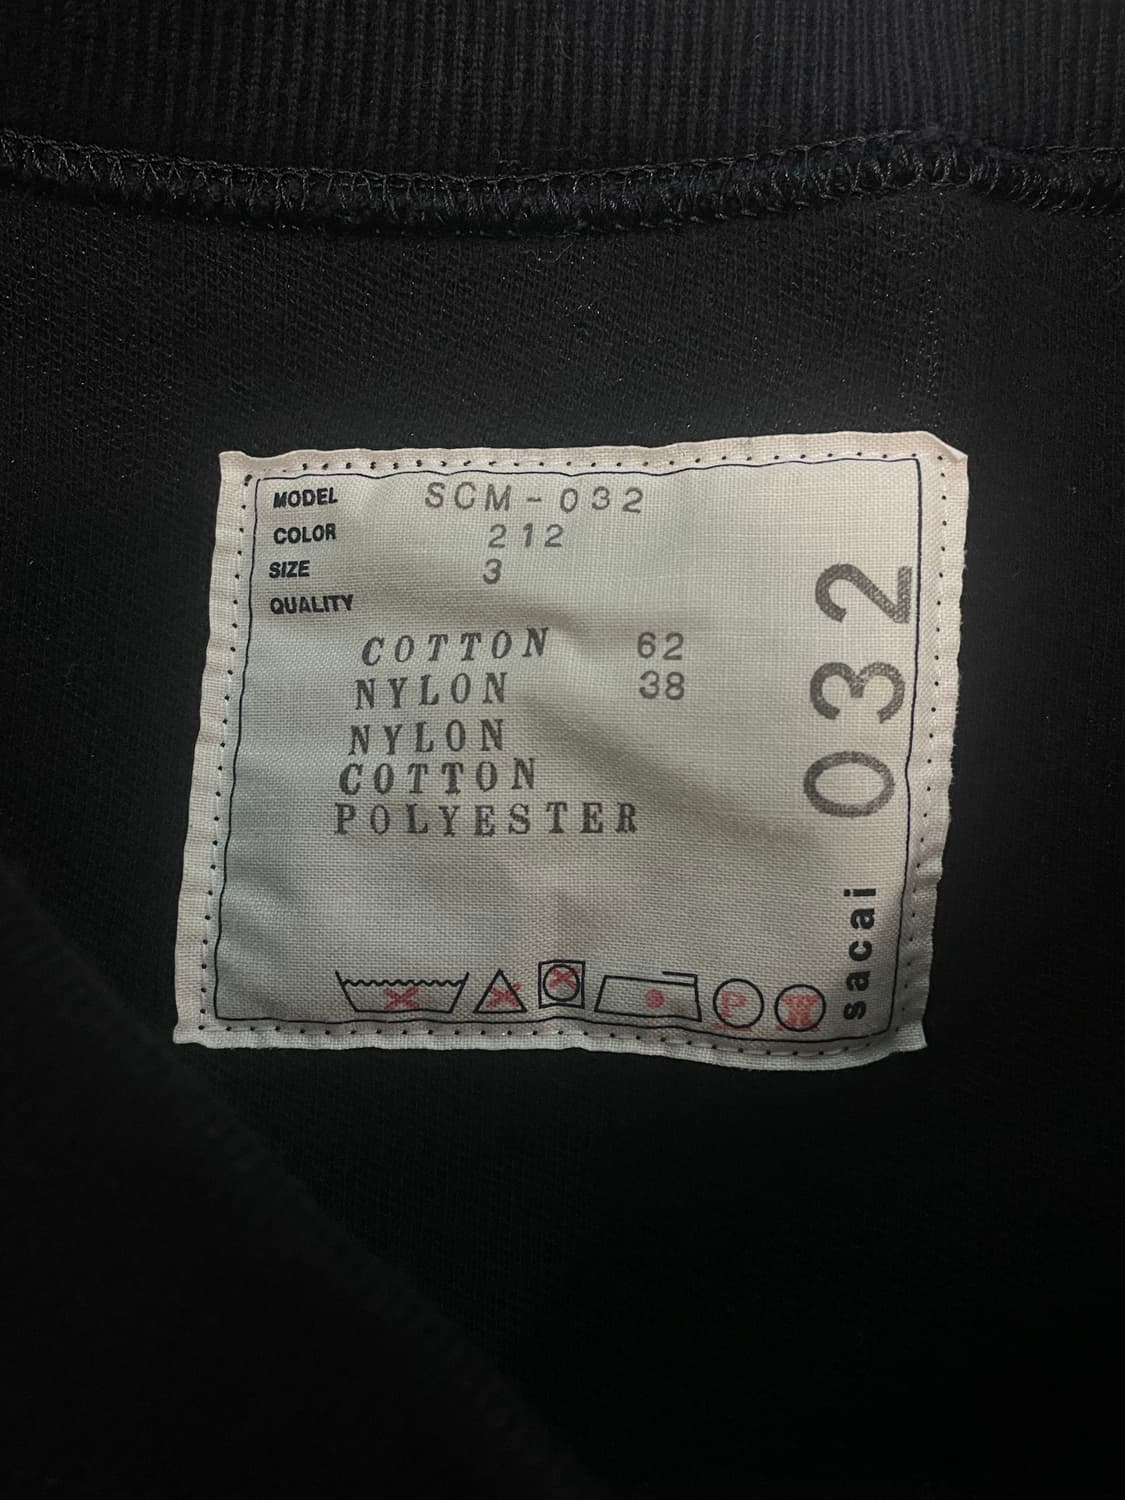 MODEL SCM-032
COLOR 212
SIZE 3
QUALITY
COTTON 62
NYLON 38
NYLON
COTTON
POLYESTER
P
W
sacai 032